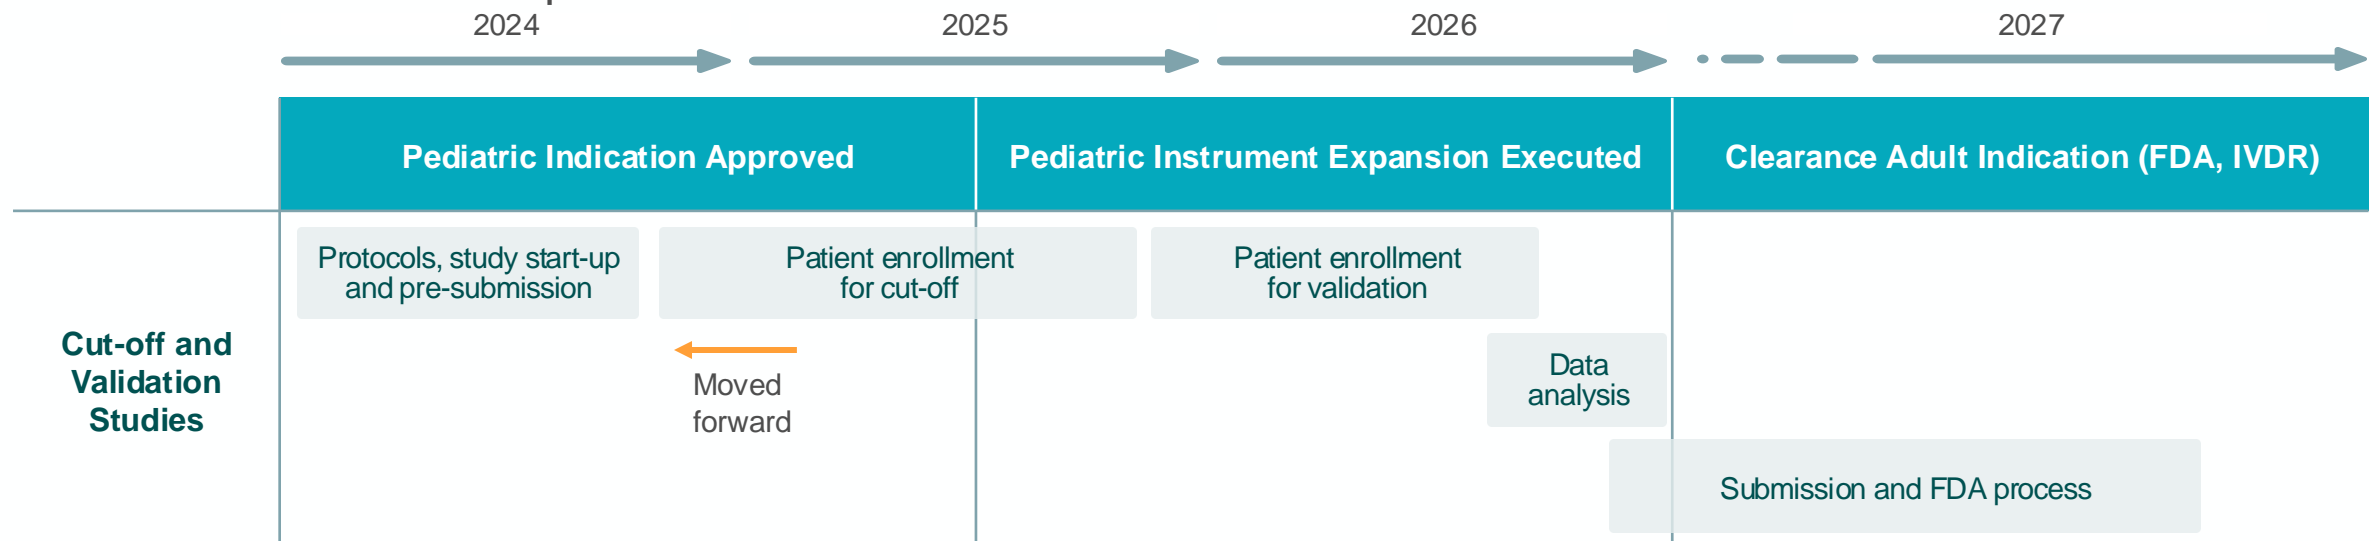 2024
2025
2026
2027
Pediatric Indication Approved
Pediatric Instrument Expansion Executed
Clearance Adult Indication (FDA, IVDR)
Cut-off and
Validation
Studies
Protocols, study start-up
and pre-submission
Patient enrollment
for cut-off
Patient enrollment
for validation
Moved
forward
Data
analysis
Submission and FDA process